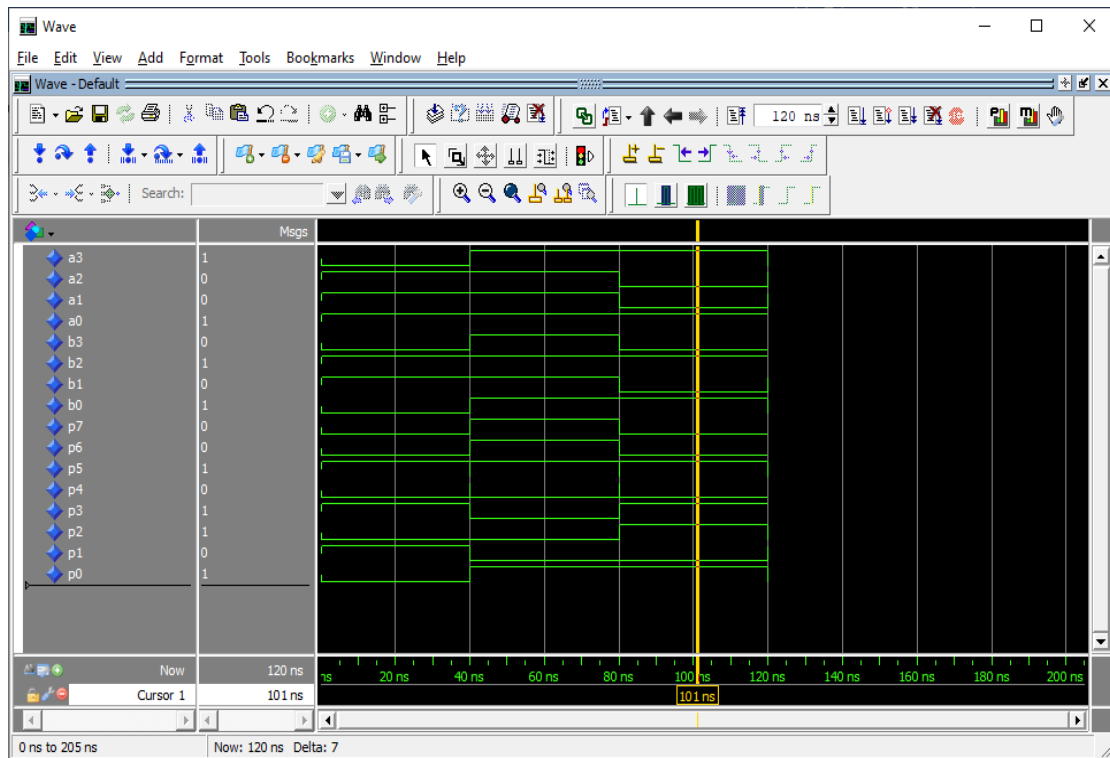 Wave
File Edit View Add Format Tools Bookmarks Window Help
Wave - Default
120 ns
Search:
Msgs
a3 1
a2 0
a1 0
a0 1
b3 0
b2 1
b1 0
b0 1
p7 0
p6 0
p5 1
p4 0
p3 1
p2 1
p1 0
p0 1
Now 120 ns ns 20 ns 40 ns 60 ns 80 ns 100 ns 120 ns 140 ns 160 ns 180 ns 200 ns
Cursor 1 101 ns 101 ns
0 ns to 205 ns Now: 120 ns Delta: 7